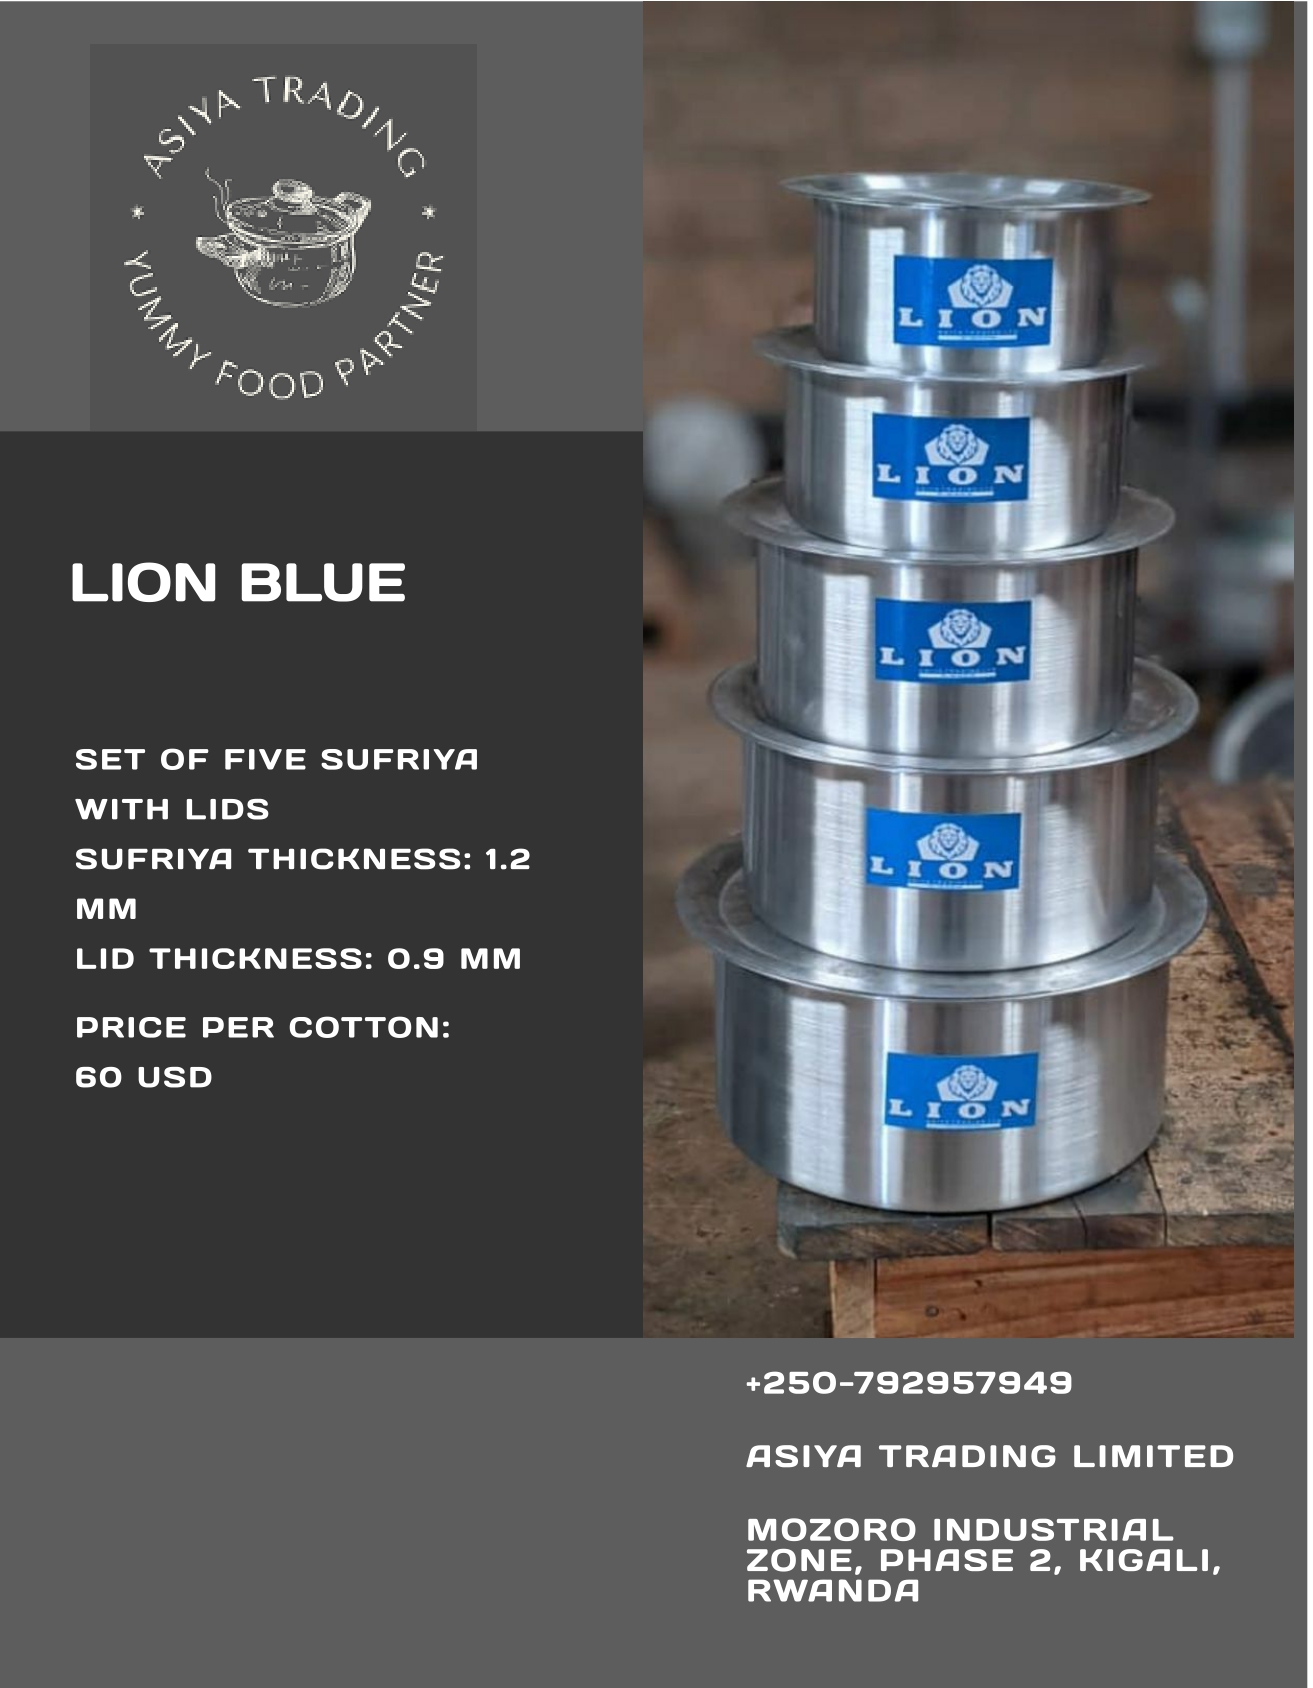 ASIYA TRADING
YUMMY FOOD PARTNER
LION BLUE
SET OF FIVE SUFRIYA
WITH LIDS
SUFRIYA THICKNESS: 1.2
MM
LID THICKNESS: 0.9 MM
PRICE PER COTTON:
60 USD
LION
LION
LION
LION
LION
+250-792957949
ASIYA TRADING LIMITED
MOZORO INDUSTRIAL
ZONE, PHASE 2, KIGALI,
RWANDA